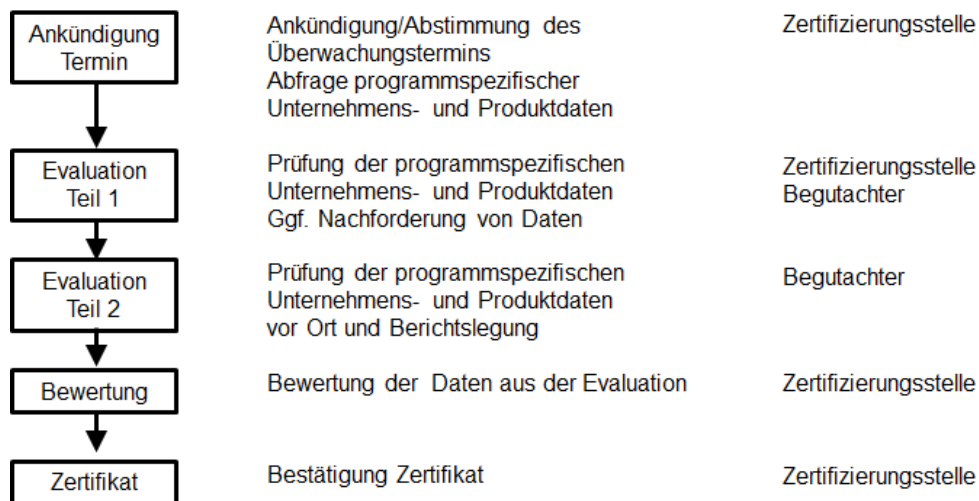 Ankündigung
Termin
Ankündigung/Abstimmung des
Überwachungstermins
Abfrage programmspezifischer
Unternehmens- und Produktdaten
Zertifizierungsstelle
Evaluation
Teil 1
Prüfung der programmspezifischen
Unternehmens- und Produktdaten
Ggf. Nachforderung von Daten
Zertifizierungsstelle
Begutachter
Evaluation
Teil 2
Prüfung der programmspezifischen
Unternehmens- und Produktdaten
vor Ort und Berichtslegung
Begutachter
Bewertung
Bewertung der Daten aus der Evaluation
Zertifizierungsstelle
Zertifikat
Bestätigung Zertifikat
Zertifizierungsstelle